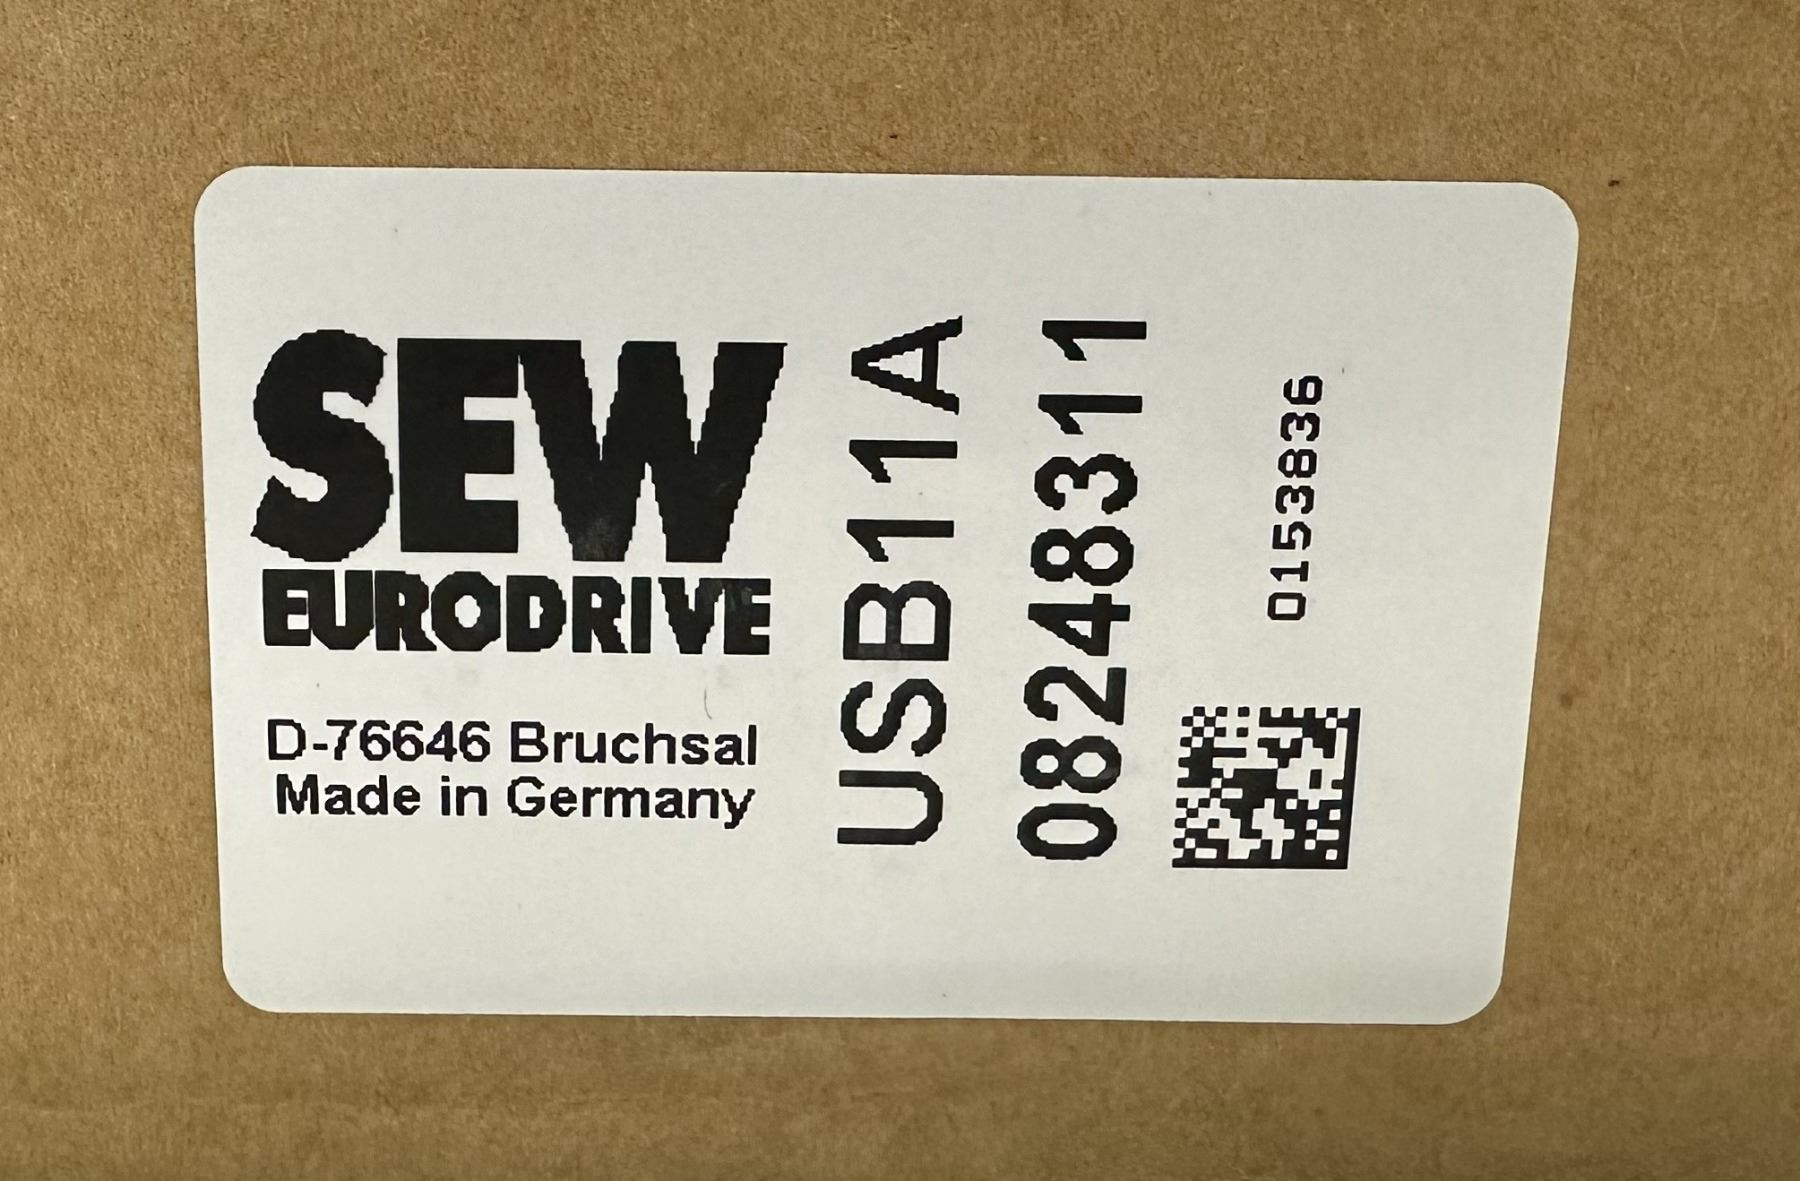 SEW
EURODRIVE
D-76646 Bruchsal
Made in Germany
USB11A
08248311
0153836